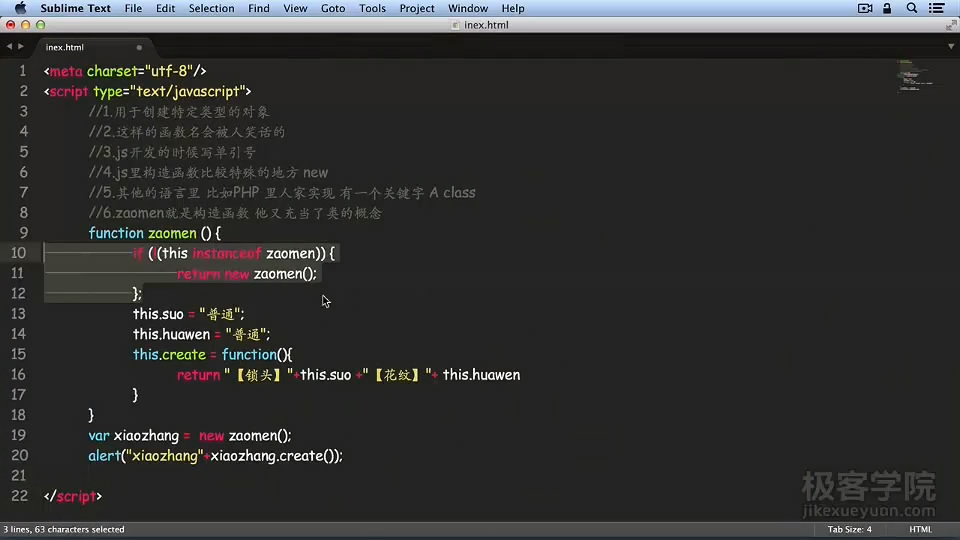 Sublime Text File Edit Selection Find View Goto Tools Project Window Help
inex.html
inex.html
1 <meta charset="utf-8"/>
2 <script type="text/javascript">
3 //1.用于创建特定类型的对象
4 //2.这样的函数名会被人笑话的
5 //3.js开发的时候写单引号
6 //4.js里构造函数比较特殊的地方 new
7 //5.其他的语言里 比如PHP 里人家实现 有一个关键字 A class
8 //6.zaomen就是构造函数 他又充当了类的概念
9 function zaomen () {
10 if (!(this instanceof zaomen)) {
11 return new zaomen();
12 };
13 this.suo = "普通";
14 this.huawen = "普通";
15 this.create = function(){
16 return "【锁头】"+this.suo +"【花纹】"+ this.huawen
17 }
18 }
19 var xiaozhang = new zaomen();
20 alert("xiaozhang"+xiaozhang.create());
21
22 </script>
极客学院
jikexueyuan.com
3 lines, 63 characters selected Tab Size: 4 HTML